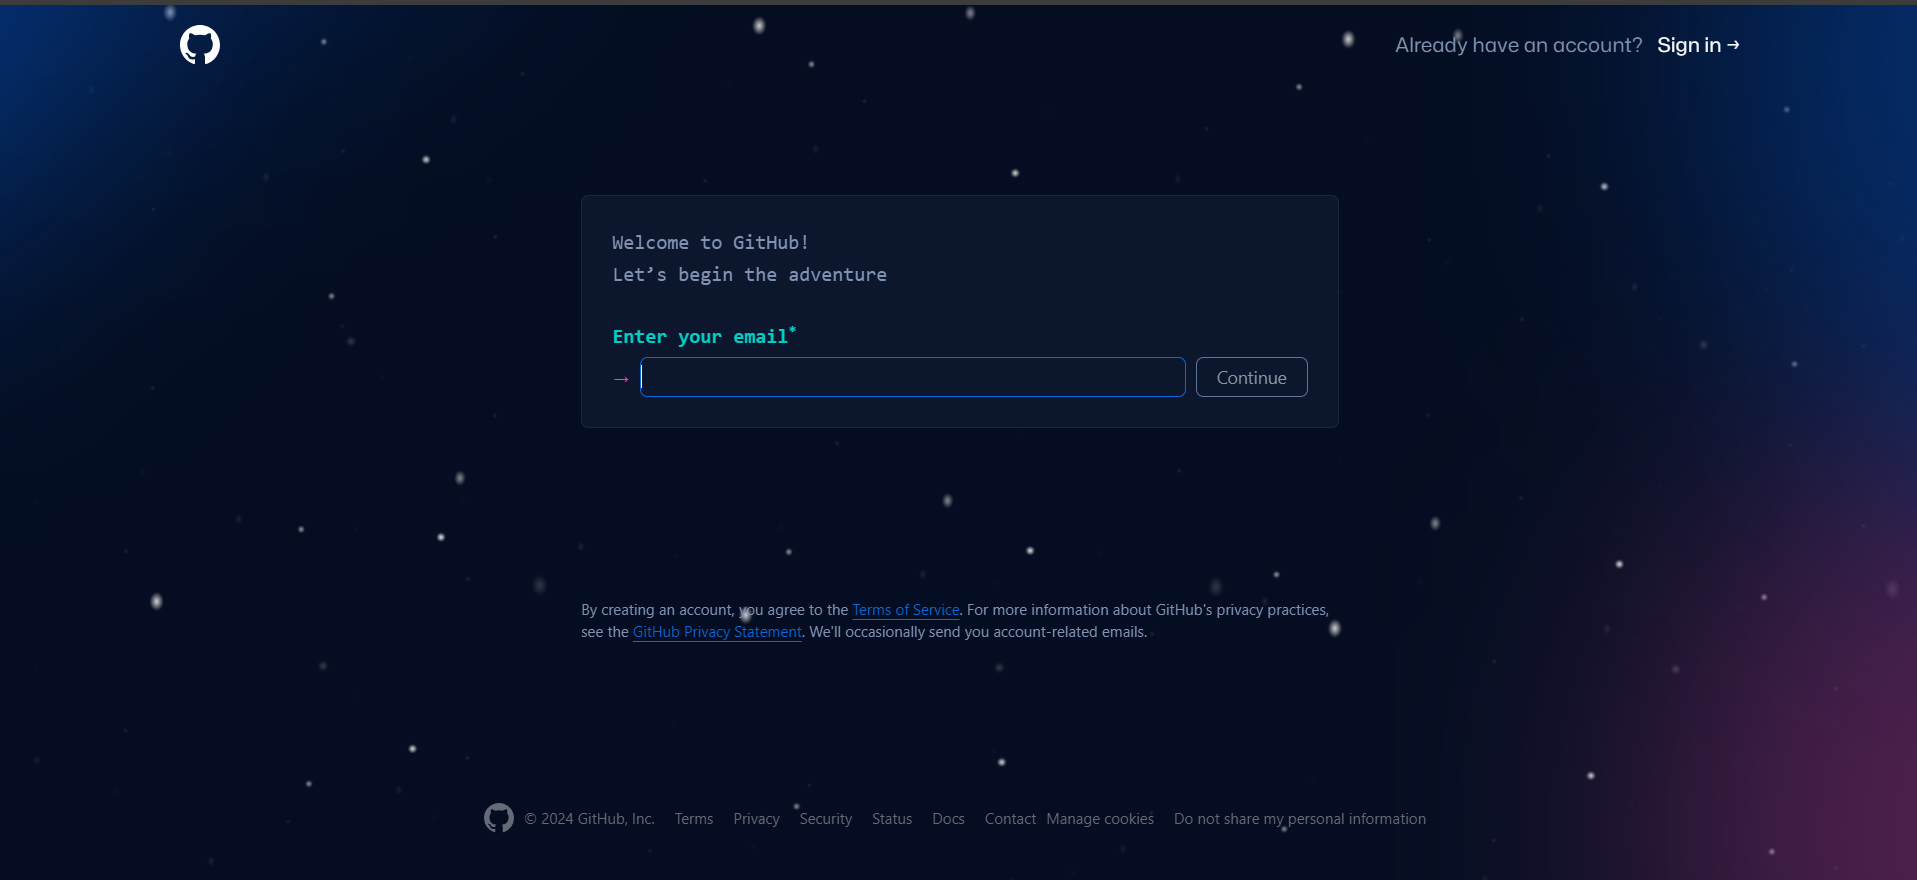 Already have an account? Sign in →
Welcome to GitHub!
Let’s begin the adventure
Enter your email*
→ Continue
By creating an account, you agree to the Terms of Service. For more information about GitHub's privacy practices,
see the GitHub Privacy Statement. We'll occasionally send you account-related emails.
© 2024 GitHub, Inc. Terms Privacy Security Status Docs Contact Manage cookies Do not share my personal information